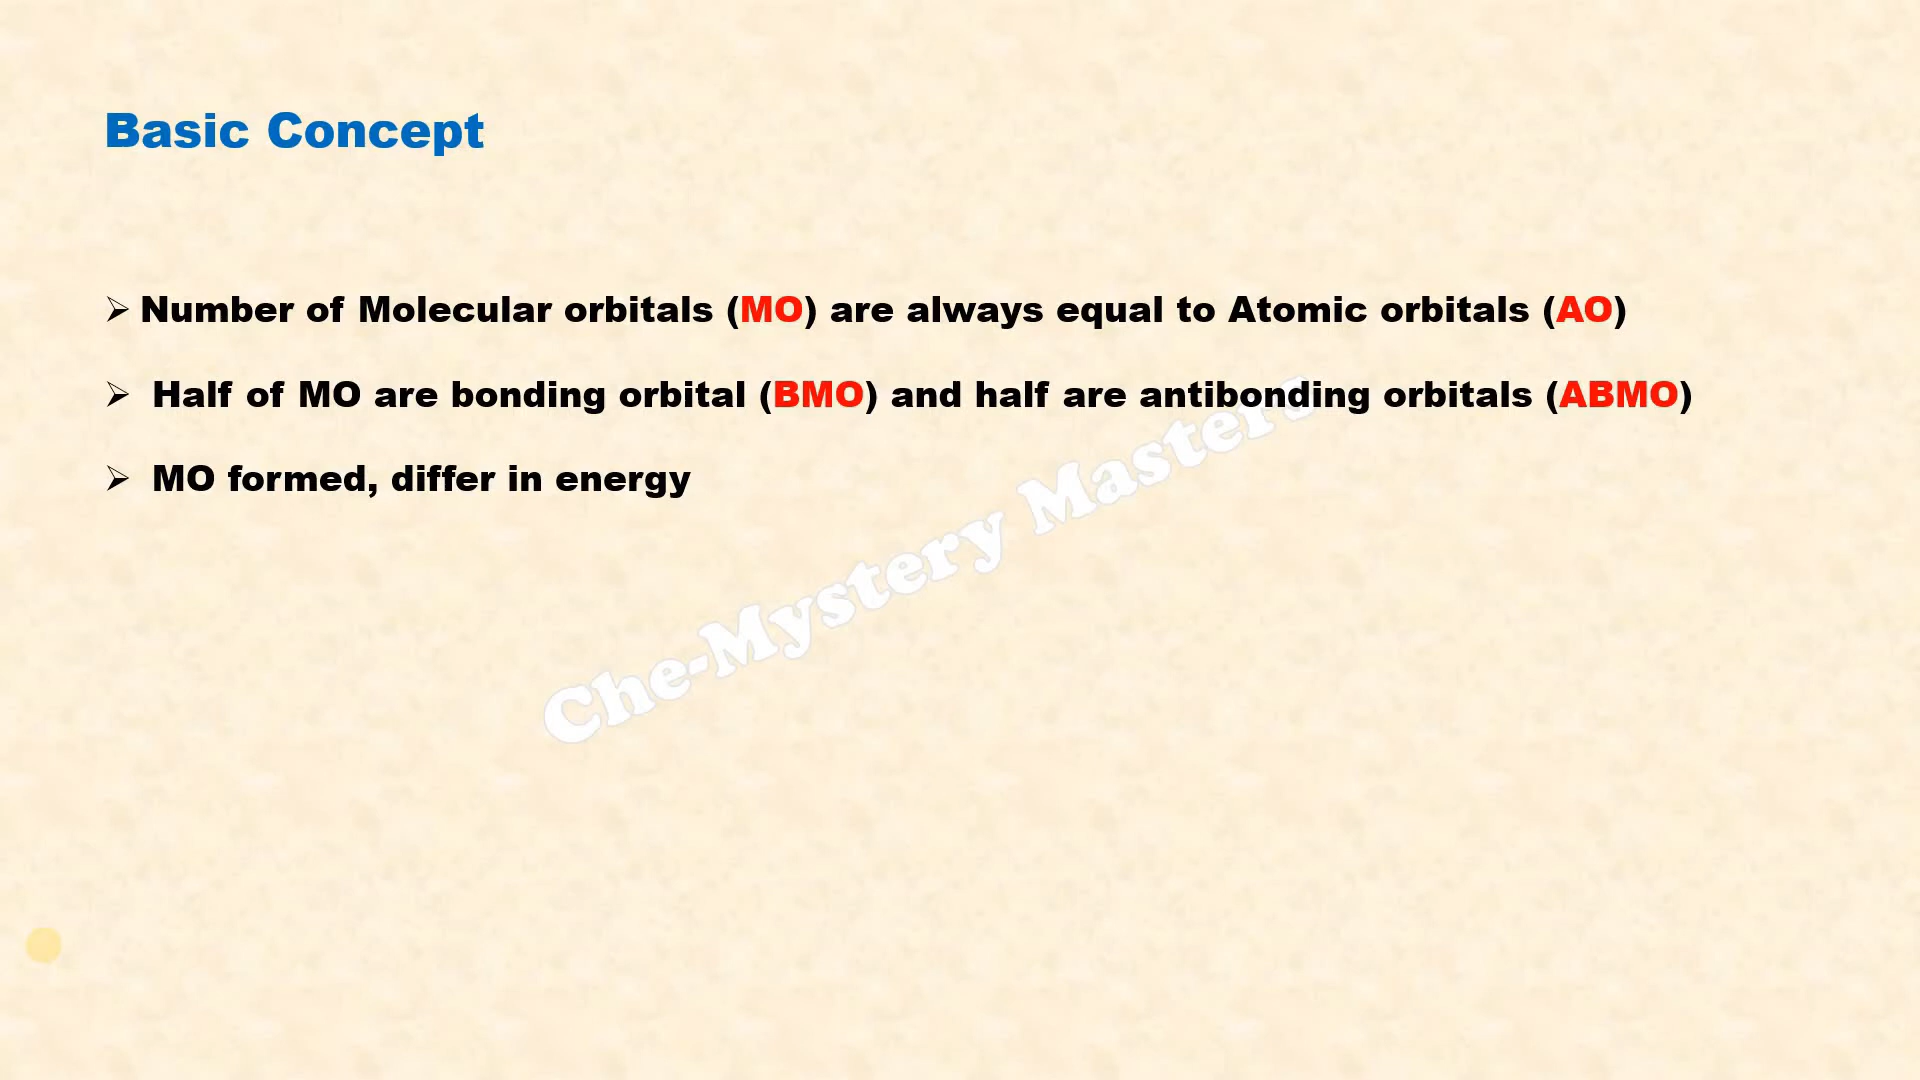 Basic Concept
➢ Number of Molecular orbitals (MO) are always equal to Atomic orbitals (AO)
➢ Half of MO are bonding orbital (BMO) and half are antibonding orbitals (ABMO)
➢ MO formed, differ in energy
Che-Mystery Masters